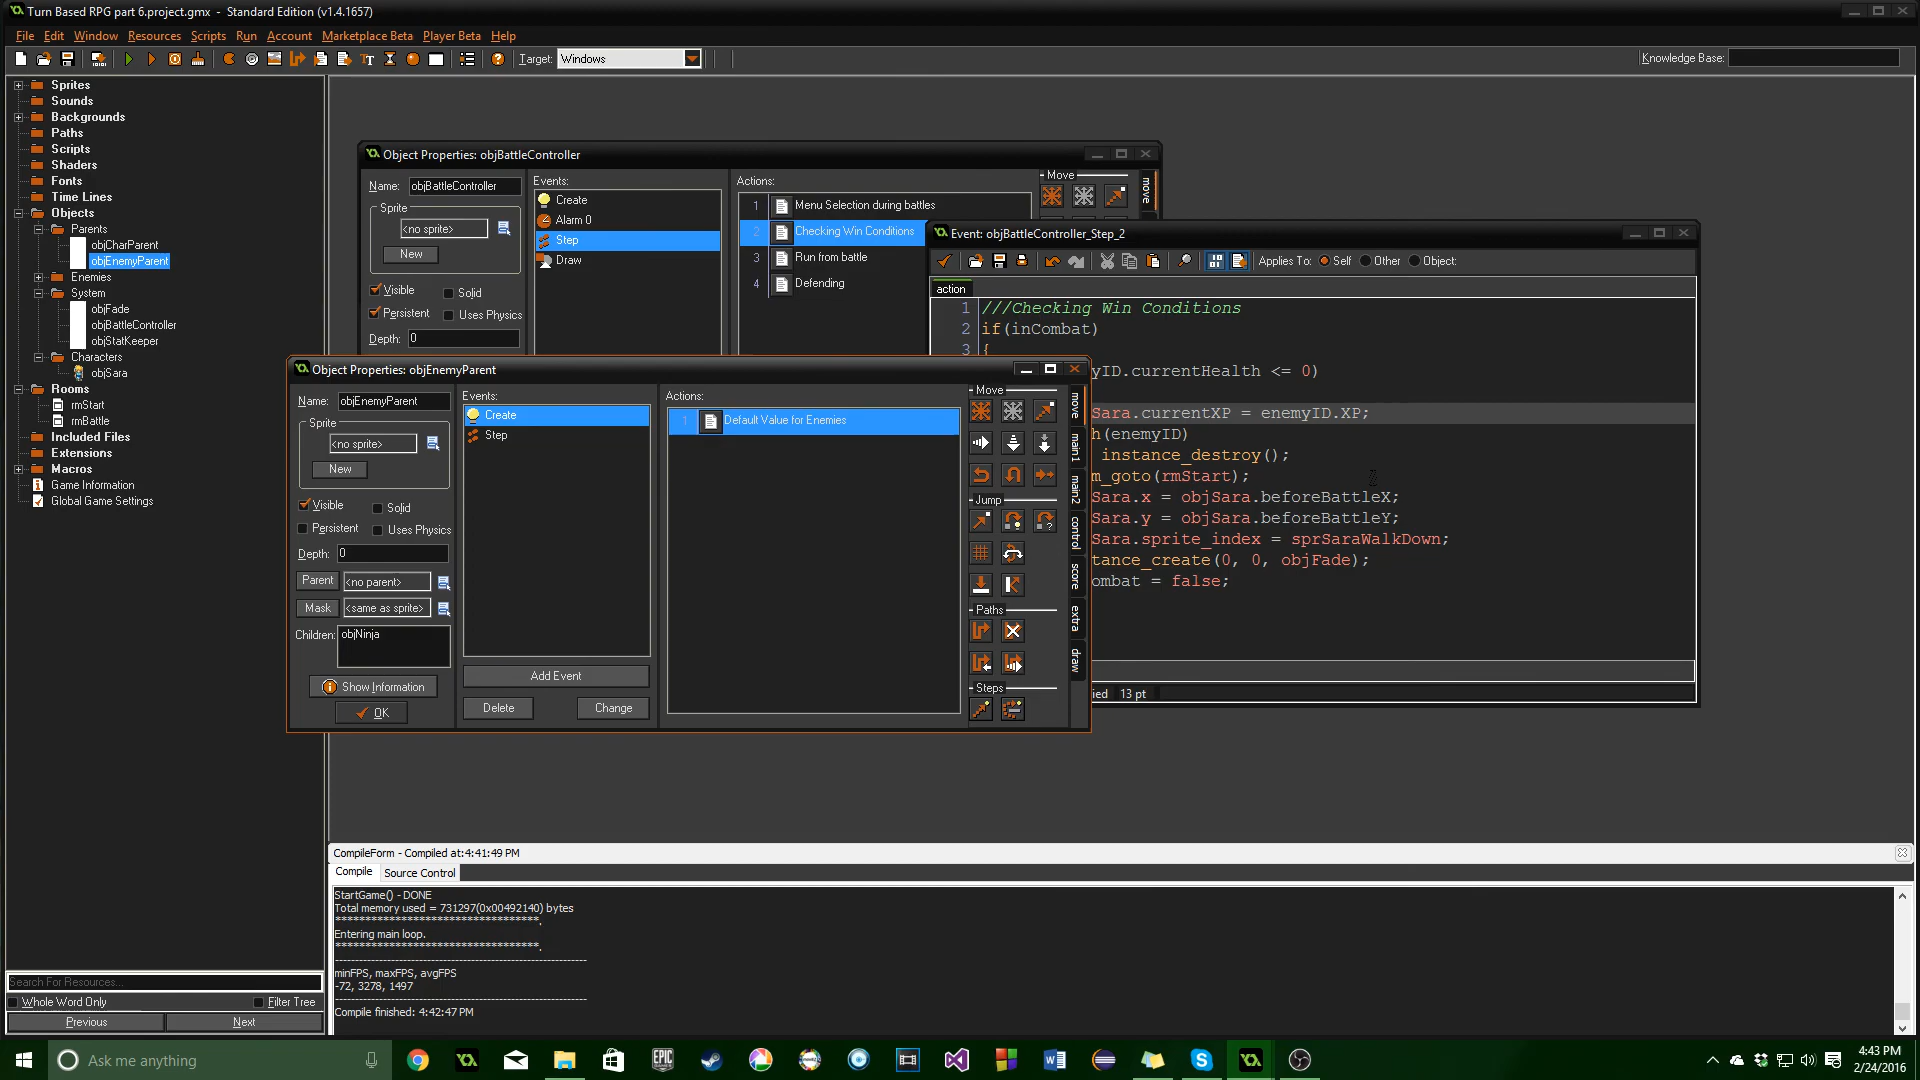 Turn Based RPG part 6.project.gmx - Standard Edition (v1.4.1657)
File Edit Window Resources Scripts Run Account Marketplace Beta Player Beta Help
Target: Windows
Knowledge Base:
Sprites
Sounds
Backgrounds
Paths
Scripts
Shaders
Fonts
Time Lines
Objects
Parents
objCharParent
objEnemyParent
Enemies
System
objFade
objBattleController
objStatKeeper
Characters
objSara
Rooms
rmStart
rmBattle
Included Files
Extensions
Macros
Game Information
Global Game Settings
Search For Resources...
Whole Word Only
Filter Tree
Previous
Next
Object Properties: objBattleController
Name: objBattleController
Sprite
<no sprite>
New
Visible
Solid
Persistent
Uses Physics
Depth: 0
Events:
Create
Alarm 0
Step
Draw
Actions:
1 Menu Selection during battles
2 Checking Win Conditions
3 Run from battle
4 Defending
Move
move
Event: objBattleController_Step_2
Applies To: Self Other Object:
action
1 ///Checking Win Conditions
2 if(inCombat)
3 {
yID.currentHealth <= 0)
Sara.currentXP = enemyID.XP;
h(enemyID)
instance_destroy();
m_goto(rmStart);
Sara.x = objSara.beforeBattleX;
Sara.y = objSara.beforeBattleY;
Sara.sprite_index = sprSaraWalkDown;
tance_create(0, 0, objFade);
ombat = false;
ied 13 pt
Object Properties: objEnemyParent
Name: objEnemyParent
Sprite
<no sprite>
New
Visible
Solid
Persistent
Uses Physics
Depth: 0
Parent <no parent>
Mask <same as sprite>
Children: objNinja
Show Information
OK
Events:
Create
Step
Add Event
Delete
Change
Actions:
1 Default Value for Enemies
Move
Jump
Paths
Steps
move
main1
main2
control
score
extra
draw
CompileForm - Compiled at:4:41:49 PM
Compile
Source Control
StartGame() - DONE
Total memory used = 731297(0x00492140) bytes
***********************************.
Entering main loop.
***********************************.
minFPS, maxFPS, avgFPS
-72, 3278, 1497
Compile finished: 4:42:47 PM
Ask me anything
EPIC
GAMES
4:43 PM
2/24/2016